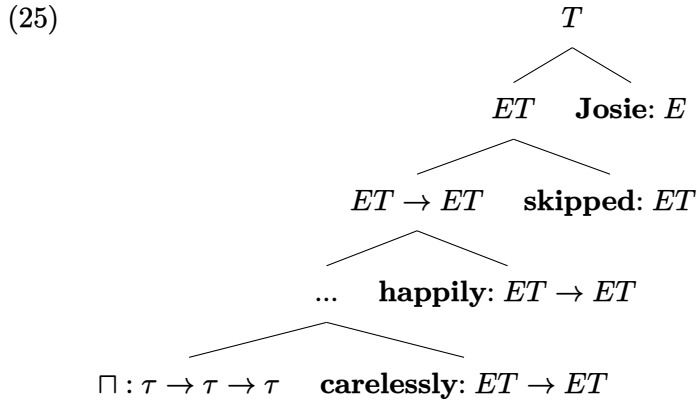 (25) T
ET Josie: E
ET → ET skipped: ET
... happily: ET → ET
⊓ : τ → τ → τ carelessly: ET → ET